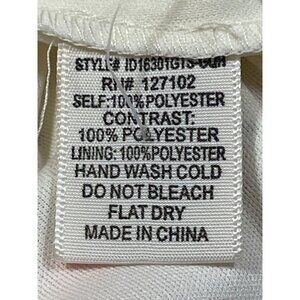 STYLE#
RN# 127102
SELF:100% POLYESTER
CONTRAST:
100% POLYESTER
LINING: 100%POLYESTER
HAND WASH COLD
DO NOT BLEACH
FLAT DRY
MADE IN CHINA